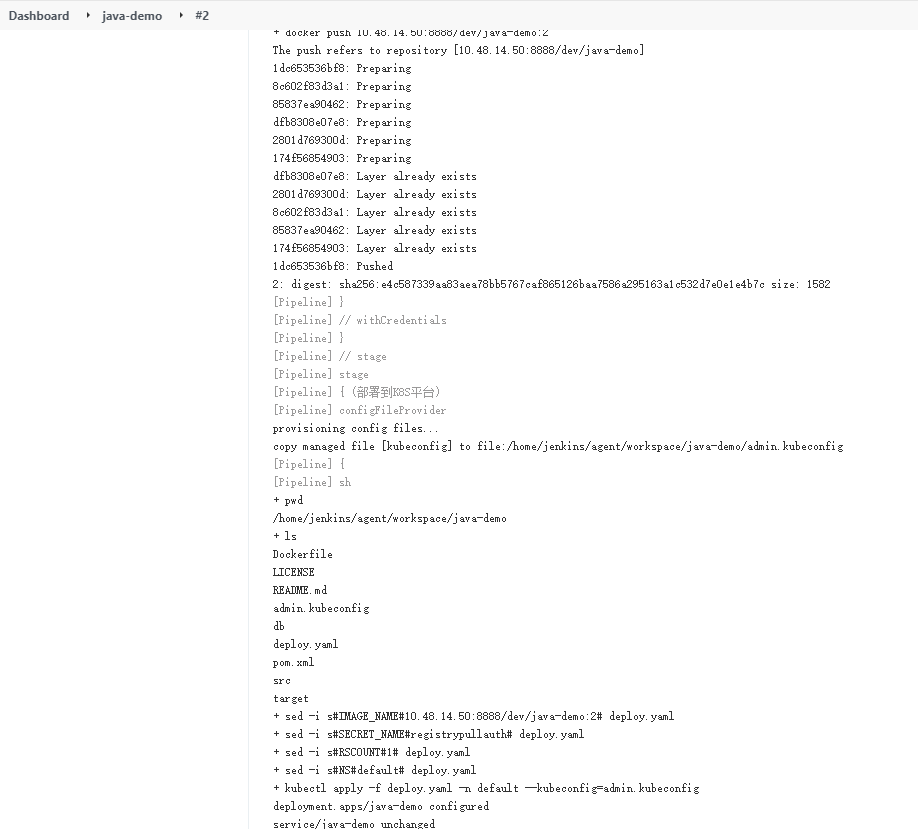 Dashboard java-demo #2
+ docker push 10.48.14.50:8888/dev/java-demo:2
The push refers to repository [10.48.14.50:8888/dev/java-demo]
1dc653536bf8: Preparing
8c602f83d3a1: Preparing
85837ea90462: Preparing
dfb8308e07e8: Preparing
2801d769300d: Preparing
174f56854903: Preparing
dfb8308e07e8: Layer already exists
2801d769300d: Layer already exists
8c602f83d3a1: Layer already exists
85837ea90462: Layer already exists
174f56854903: Layer already exists
1dc653536bf8: Pushed
2: digest: sha256:e4c587339aa83aea78bb5767caf865126baa7586a295163a1c532d7e0e1e4b7c size: 1582
[Pipeline] }
[Pipeline] // withCredentials
[Pipeline] }
[Pipeline] // stage
[Pipeline] stage
[Pipeline] { (部署到K8S平台)
[Pipeline] configFileProvider
provisioning config files...
copy managed file [kubeconfig] to file:/home/jenkins/agent/workspace/java-demo/admin.kubeconfig
[Pipeline] {
[Pipeline] sh
+ pwd
/home/jenkins/agent/workspace/java-demo
+ ls
Dockerfile
LICENSE
README.md
admin.kubeconfig
db
deploy.yaml
pom.xml
src
target
+ sed -i s#IMAGE_NAME#10.48.14.50:8888/dev/java-demo:2# deploy.yaml
+ sed -i s#SECRET_NAME#registrypullauth# deploy.yaml
+ sed -i s#RSCOUNT#1# deploy.yaml
+ sed -i s#NS#default# deploy.yaml
+ kubectl apply -f deploy.yaml -n default --kubeconfig=admin.kubeconfig
deployment.apps/java-demo configured
service/java-demo unchanged